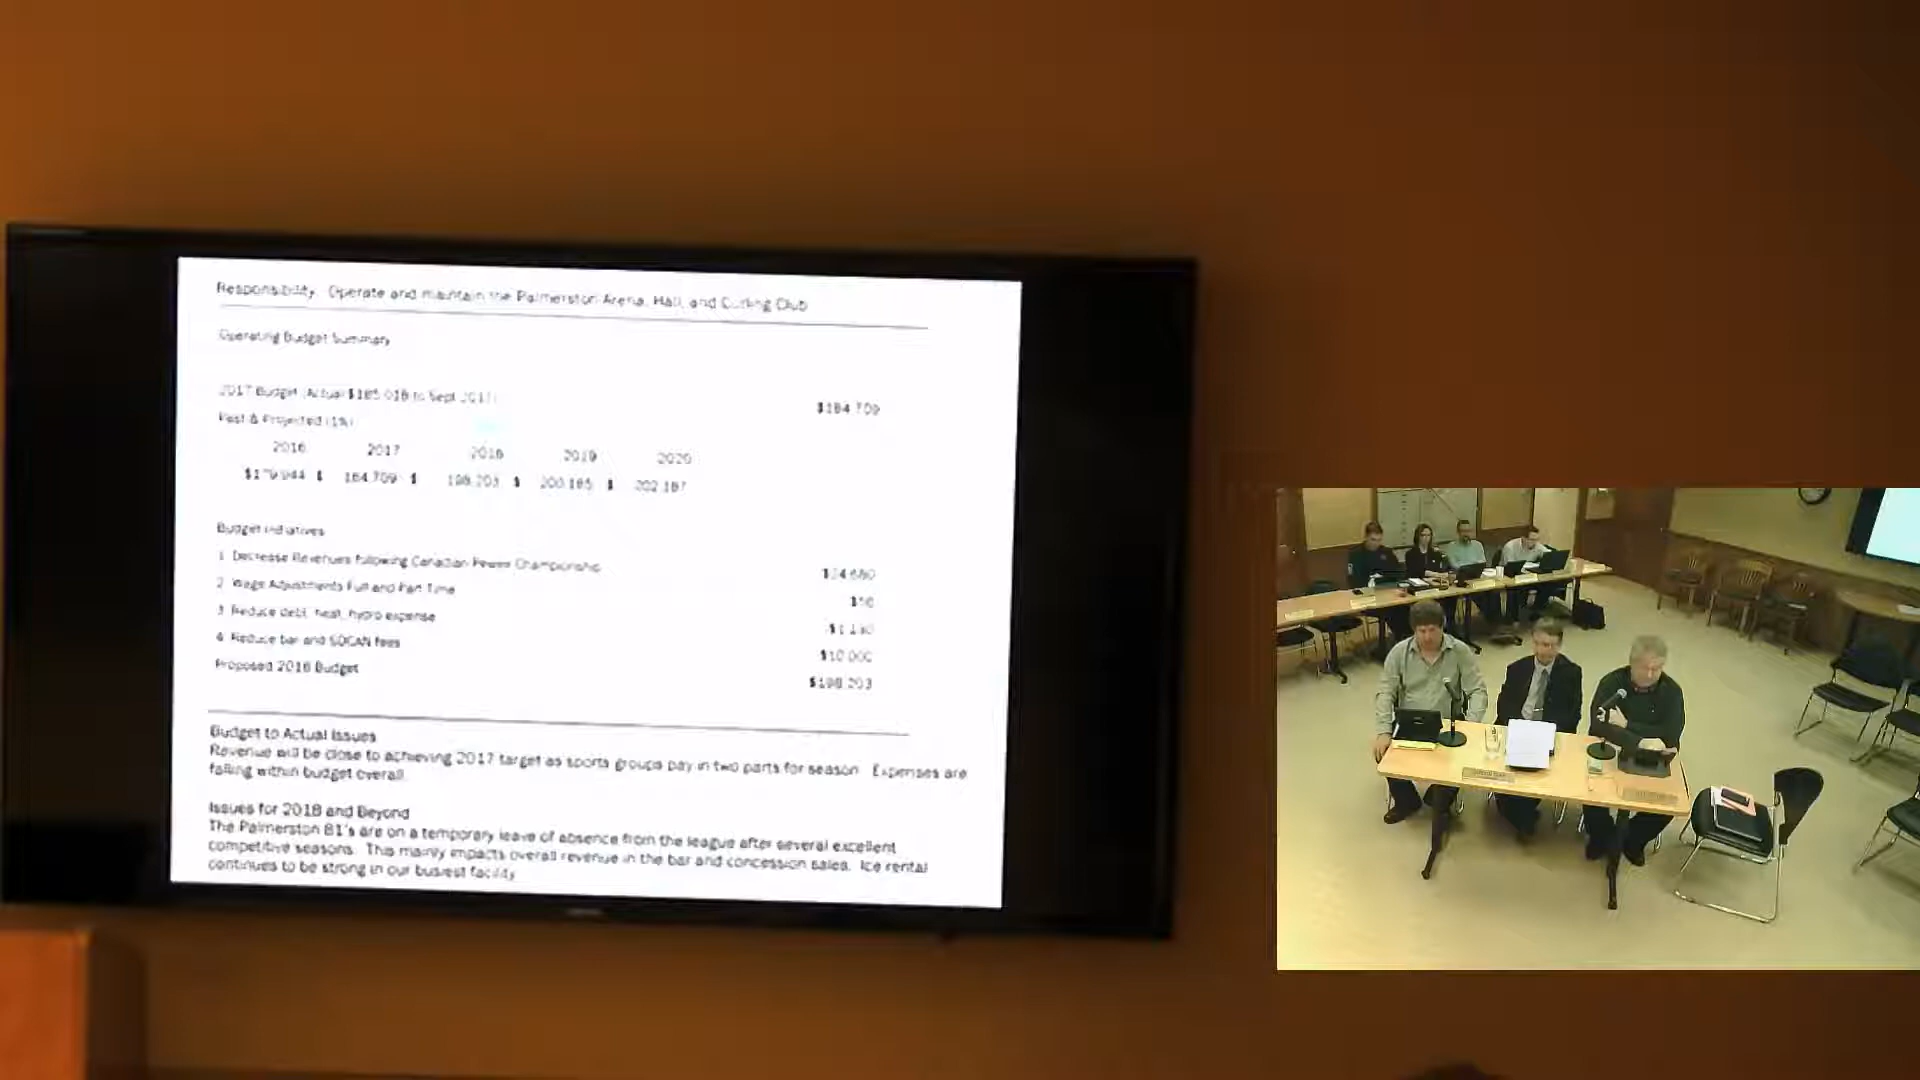 Responsibility Operate and maintain the Palmerston Arena, Hall, and Curling Club
Operating Budget Summary
2017 Budget (Actual $185,018 to Sept 2017) $184,709
Past & Projected (1%)
2016 2017 2018 2019 2020
$179,944 $ 184,709 $ 198,203 $ 200,185 $ 202,187
Budget Initiatives
1 Decrease Revenues following Canadian Championship
2 Wage Adjustments Full and Part Time
3 Reduce debt, heat, hydro expense
4 Reduce bar and SOCAN fees $10,000
Proposed 2018 Budget $198,203
Budget to Actual Issues
Revenue will be close to achieving 2017 target as sports groups pay in two parts for season. Expenses are
falling within budget overall.
Issues for 2018 and Beyond
The Palmerston 81's are on a temporary leave of absence from the league after several excellent
competitive seasons. This mainly impacts overall revenue in the bar and concession sales. Ice rental
continues to be strong in our busiest facility